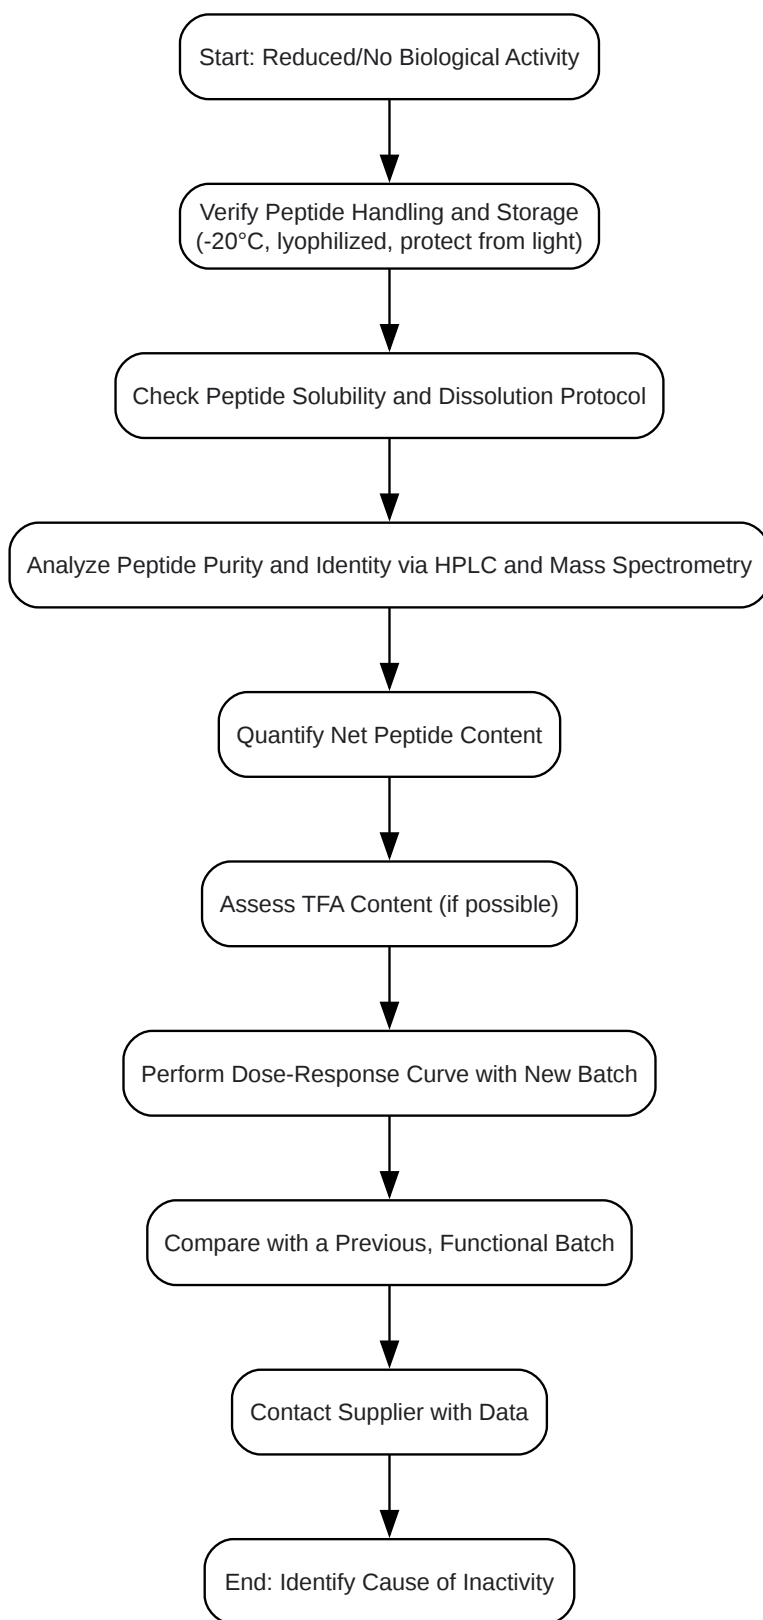 Start: Reduced/No Biological Activity
Verify Peptide Handling and Storage
(-20°C, lyophilized, protect from light)
Check Peptide Solubility and Dissolution Protocol
Analyze Peptide Purity and Identity via HPLC and Mass Spectrometry
Quantify Net Peptide Content
Assess TFA Content (if possible)
Perform Dose-Response Curve with New Batch
Compare with a Previous, Functional Batch
Contact Supplier with Data
End: Identify Cause of Inactivity